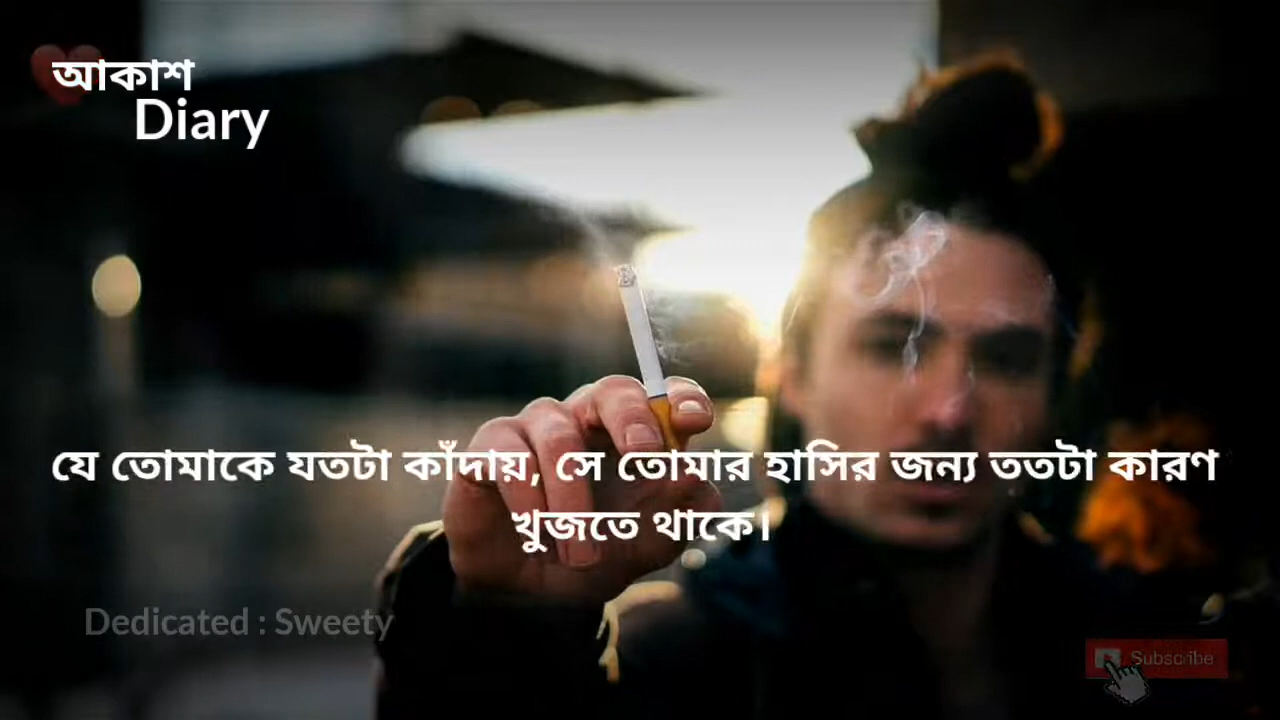 আকাশ
Diary
যে তোমাকে যতটা কাঁদায়, সে তোমার হাসির জন্য ততটা কারণ
খুজতে থাকে।
Dedicated : Sweety
Subscribe